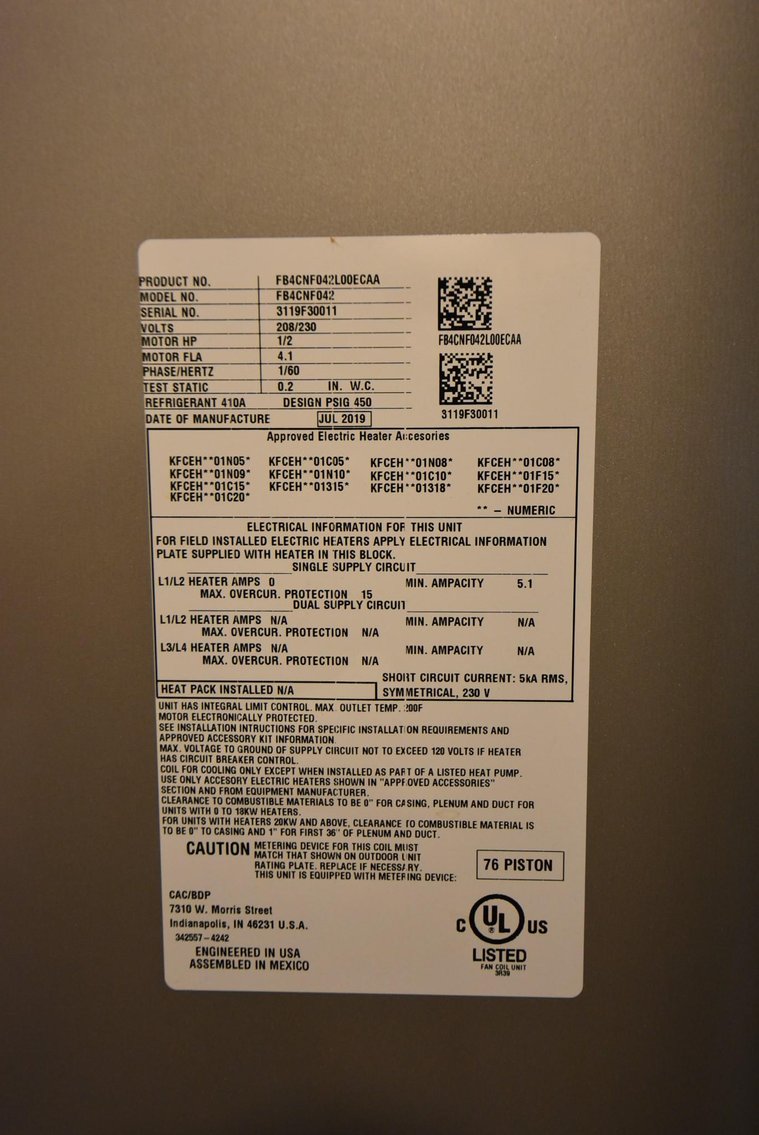 PRODUCT NO. FB4CNF042L00ECAA
MODEL NO. FB4CNF042
SERIAL NO. 3119F30011
VOLTS 208/230
MOTOR HP 1/2
MOTOR FLA 4.1
PHASE/HERTZ 1/60
TEST STATIC 0.2 IN. W.C.
REFRIGERANT 410A DESIGN PSIG 450
DATE OF MANUFACTURE JUL 2019
FB4CNF042L00ECAA
3119F30011
Approved Electric Heater Accesories
KFCEH**01N05* KFCEH**01C05* KFCEH**01N08* KFCEH**01C08*
KFCEH**01N09* KFCEH**01N10* KFCEH**01C10* KFCEH**01F15*
KFCEH**01C15* KFCEH**01315* KFCEH**01318* KFCEH**01F20*
KFCEH**01C20*
** – NUMERIC
ELECTRICAL INFORMATION FOR THIS UNIT
FOR FIELD INSTALLED ELECTRIC HEATERS APPLY ELECTRICAL INFORMATION
PLATE SUPPLIED WITH HEATER IN THIS BLOCK.
SINGLE SUPPLY CIRCUIT
L1/L2 HEATER AMPS 0 MIN. AMPACITY 5.1
MAX. OVERCUR. PROTECTION 15
DUAL SUPPLY CIRCUIT
L1/L2 HEATER AMPS N/A MIN. AMPACITY N/A
MAX. OVERCUR. PROTECTION N/A
L3/L4 HEATER AMPS N/A MIN. AMPACITY N/A
MAX. OVERCUR. PROTECTION N/A
SHORT CIRCUIT CURRENT: 5kA RMS,
HEAT PACK INSTALLED N/A SYMMETRICAL, 230 V
UNIT HAS INTEGRAL LIMIT CONTROL. MAX. OUTLET TEMP. 200F
MOTOR ELECTRONICALLY PROTECTED.
SEE INSTALLATION INTRUCTIONS FOR SPECIFIC INSTALLATION REQUIREMENTS AND
APPROVED ACCESSORY KIT INFORMATION
MAX. VOLTAGE TO GROUND OF SUPPLY CIRCUIT NOT TO EXCEED 120 VOLTS IF HEATER
HAS CIRCUIT BREAKER CONTROL.
COIL FOR COOLING ONLY EXCEPT WHEN INSTALLED AS PART OF A LISTED HEAT PUMP.
USE ONLY ACCESORY ELECTRIC HEATERS SHOWN IN "APPROVED ACCESSORIES"
SECTION AND FROM EQUIPMENT MANUFACTURER.
CLEARANCE TO COMBUSTIBLE MATERIALS TO BE 0" FOR CASING, PLENUM AND DUCT FOR
UNITS WITH 0 TO 18KW HEATERS.
FOR UNITS WITH HEATERS 20KW AND ABOVE, CLEARANCE TO COMBUSTIBLE MATERIAL IS
TO BE 0" TO CASING AND 1" FOR FIRST 36" OF PLENUM AND DUCT.
CAUTION METERING DEVICE FOR THIS COIL MUST
MATCH THAT SHOWN ON OUTDOOR UNIT
RATING PLATE. REPLACE IF NECESSARY.
THIS UNIT IS EQUIPPED WITH METERING DEVICE:
76 PISTON
CAC/BDP
7310 W. Morris Street
Indianapolis, IN 46231 U.S.A.
342557–4242
ENGINEERED IN USA
ASSEMBLED IN MEXICO
C UL® US
LISTED
FAN COIL UNIT
3R39